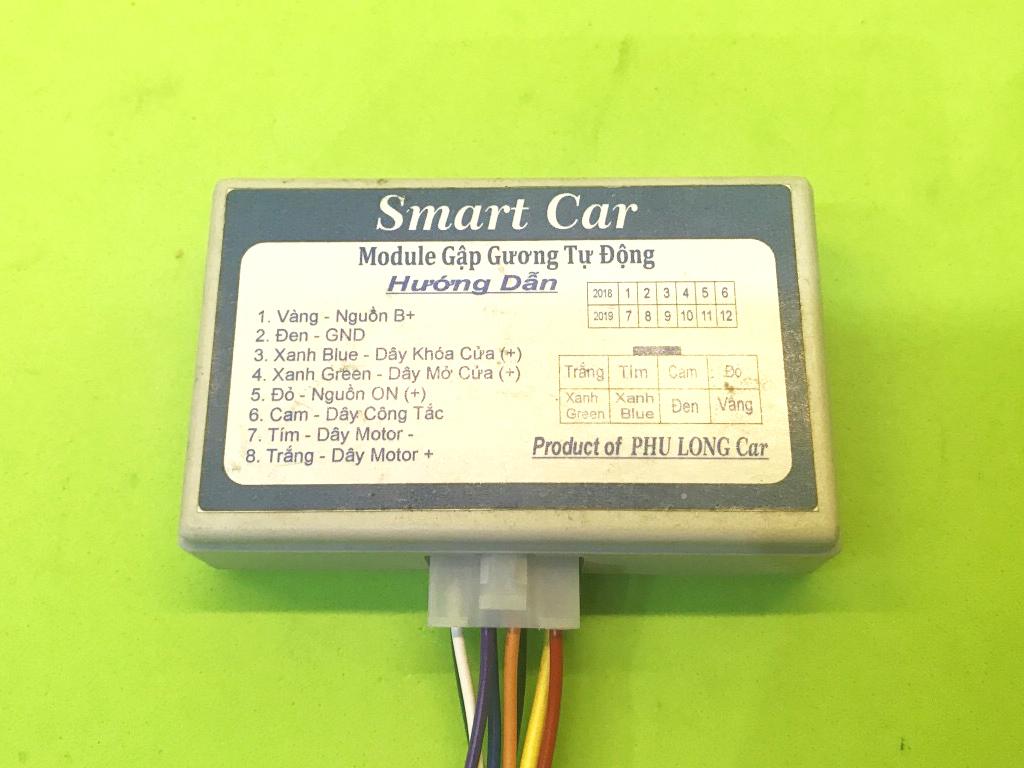 Smart Car
Module Gập Gương Tự Động
Hướng Dẫn
1. Vàng - Nguồn B+
2. Đen - GND
3. Xanh Blue - Dây Khóa Cửa (+)
4. Xanh Green - Dây Mở Cửa (+)
5. Đỏ - Nguồn ON (+)
6. Cam - Dây Công Tắc
7. Tím - Dây Motor -
8. Trắng - Dây Motor +
2018 1 2 3 4 5 6
2019 7 8 9 10 11 12
Trắng Tím Cam Đỏ
Xanh Green Xanh Blue Đen Vàng
Product of PHU LONG Car